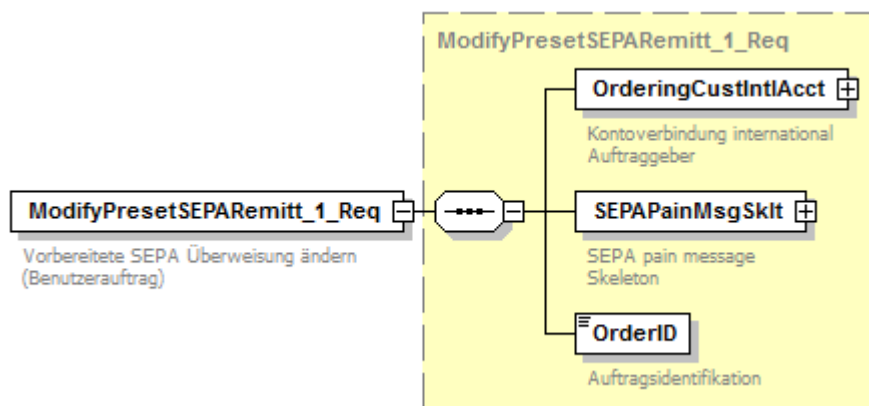 ModifyPresetSEPARemitt_1_Req
OrderingCustIntlAcct
Kontoverbindung international
Auftraggeber
ModifyPresetSEPARemitt_1_Req
Vorbereitete SEPA Überweisung ändern
(Benutzerauftrag)
SEPAPainMsgSklt
SEPA pain message
Skeleton
OrderID
Auftragsidentifikation